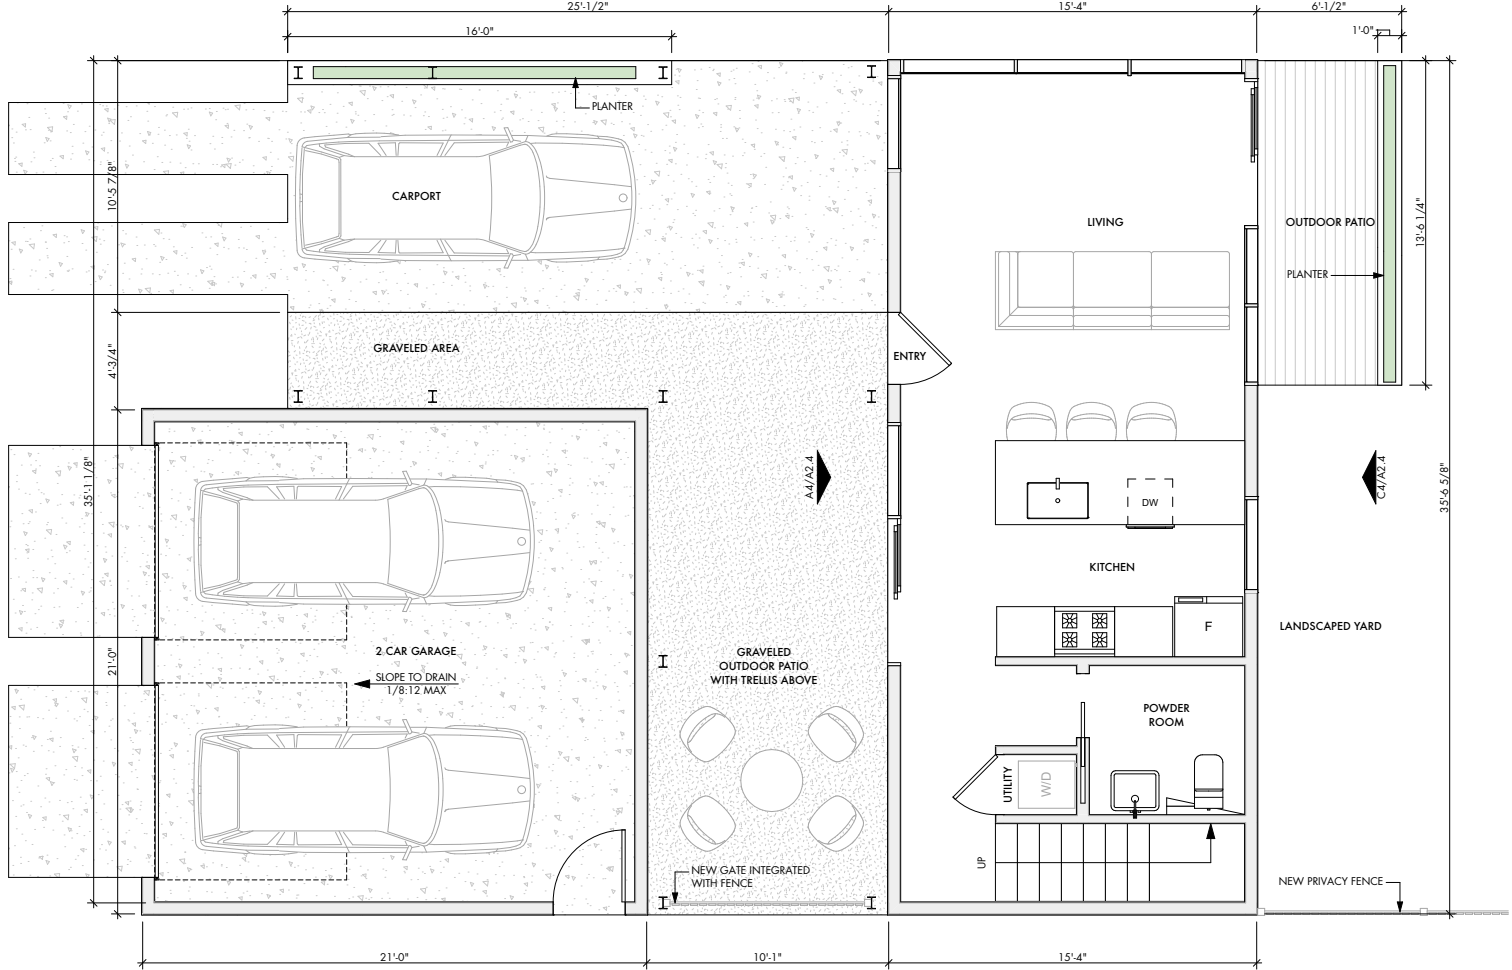 25'-1/2"
15'-4"
6'-1/2"
16'-0"
1'-0"
PLANTER
10'-5 7/8"
CARPORT
LIVING
OUTDOOR PATIO
13'-6 1/4"
PLANTER
GRAVELED AREA
ENTRY
4'-3/4"
A4/A2.4
C4/A2.4
35'-1 1/8"
35'-6 5/8"
DW
KITCHEN
F
LANDSCAPED YARD
2 CAR GARAGE
SLOPE TO DRAIN
1/8:12 MAX
21'-0"
GRAVELED
OUTDOOR PATIO
WITH TRELLIS ABOVE
POWDER
ROOM
UTILITY
W/D
UP
NEW GATE INTEGRATED
WITH FENCE
NEW PRIVACY FENCE
21'-0"
10'-1"
15'-4"